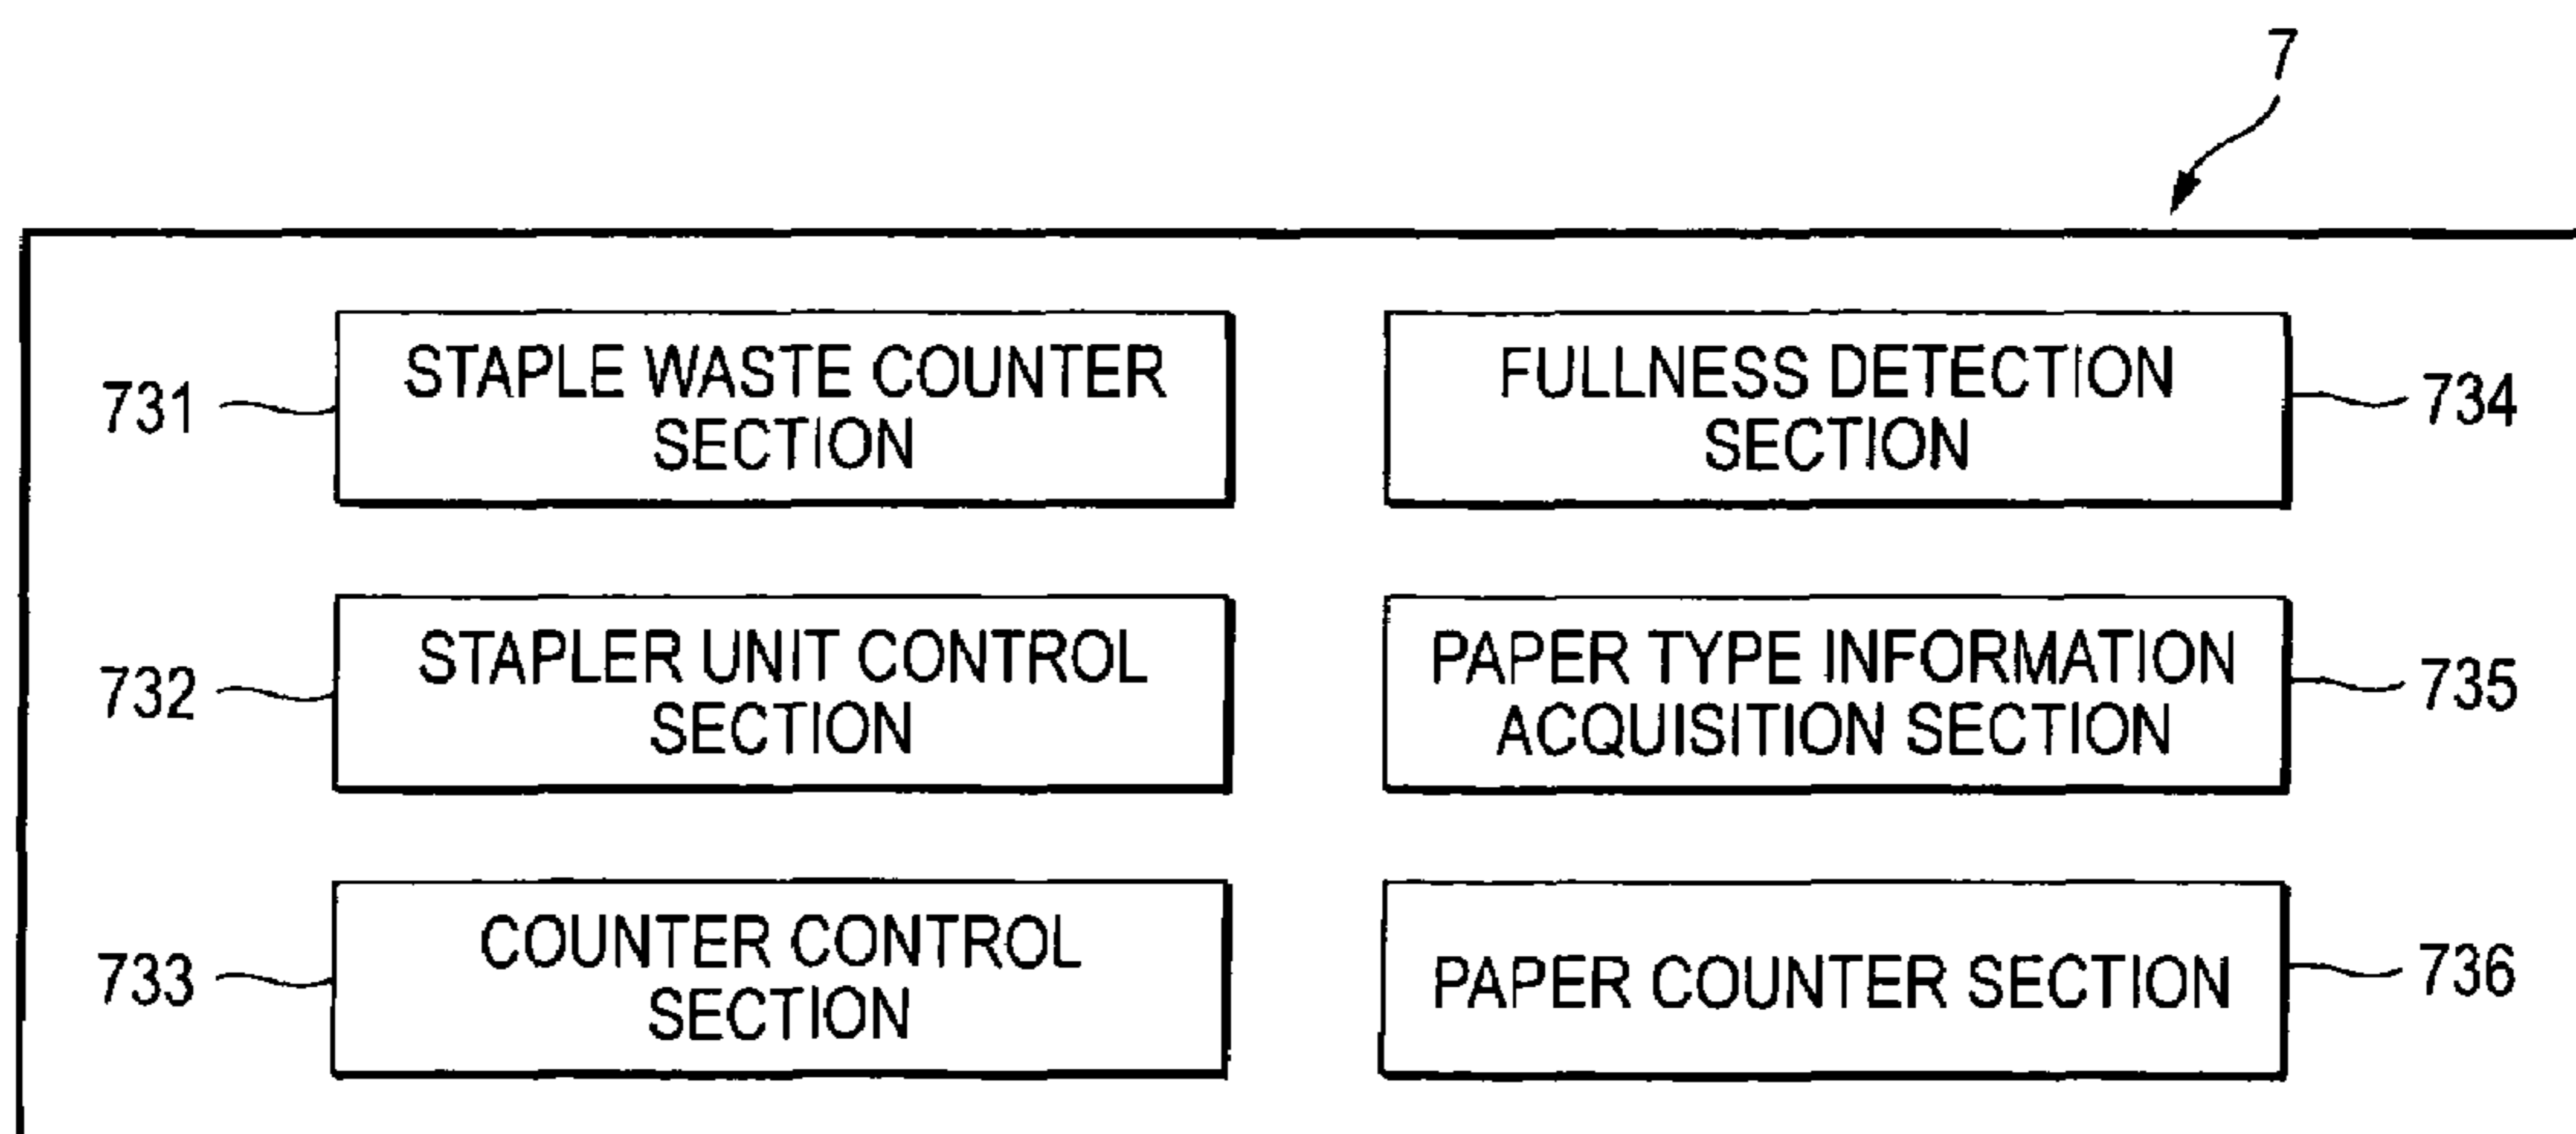 7
731
STAPLE WASTE COUNTER
SECTION
FULLNESS DETECTION
SECTION
734
732
STAPLER UNIT CONTROL
SECTION
PAPER TYPE INFORMATION
ACQUISITION SECTION
735
733
COUNTER CONTROL
SECTION
PAPER COUNTER SECTION
736